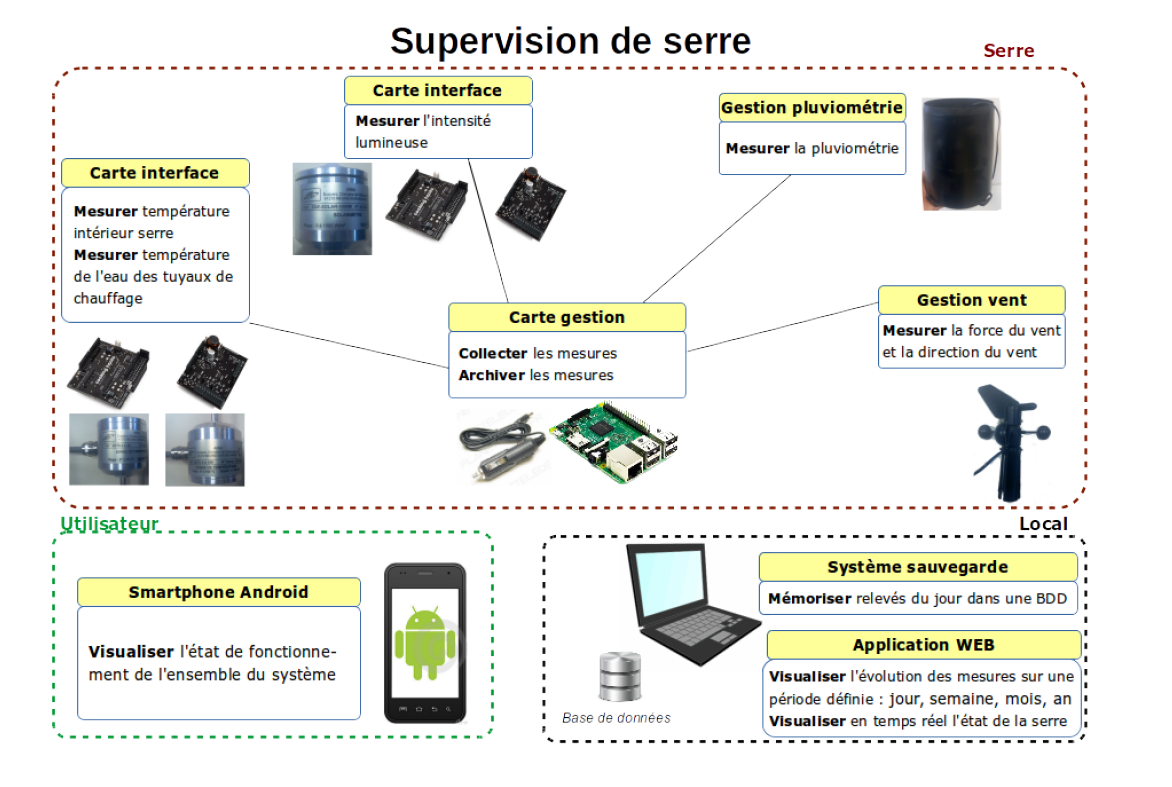 Supervision de serre
Serre
Carte interface
Mesurer l'intensité
lumineuse
Gestion pluviométrie
Mesurer la pluviométrie
Carte interface
Mesurer température
intérieur serre
Mesurer température
de l'eau des tuyaux de
chauffage
Carte gestion
Collecter les mesures
Archiver les mesures
Gestion vent
Mesurer la force du vent
et la direction du vent
Utilisateur
Smartphone Android
Visualiser l'état de fonctionne-
ment de l'ensemble du système
Local
Système sauvegarde
Mémoriser relevés du jour dans une BDD
Application WEB
Visualiser l'évolution des mesures sur une
période définie : jour, semaine, mois, an
Visualiser en temps réel l'état de la serre
Base de données